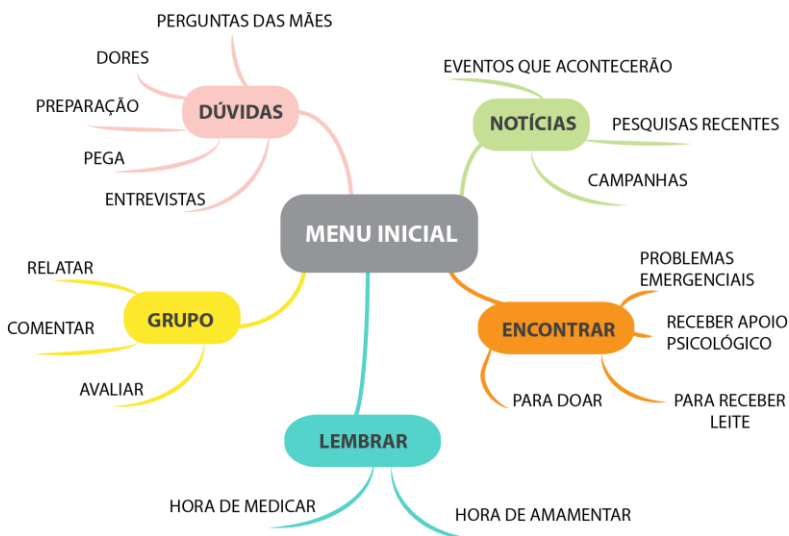 PERGUNTAS DAS MÃES
DORES
PREPARAÇÃO
PEGA
ENTREVISTAS
DÚVIDAS
EVENTOS QUE ACONTECERÃO
NOTÍCIAS
PESQUISAS RECENTES
CAMPANHAS
MENU INICIAL
RELATAR
COMENTAR
AVALIAR
GRUPO
PROBLEMAS
EMERGENCIAIS
ENCONTRAR
RECEBER APOIO
PSICOLÓGICO
PARA DOAR
PARA RECEBER
LEITE
LEMBRAR
HORA DE MEDICAR
HORA DE AMAMENTAR